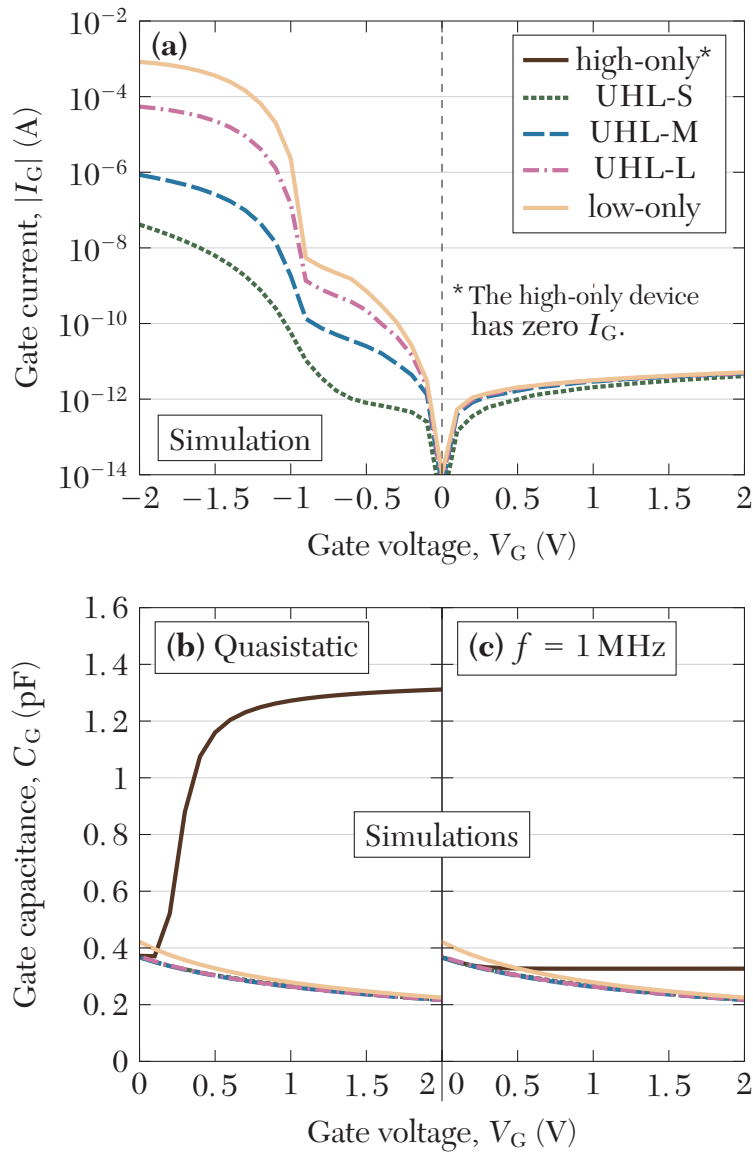 (a)
high-only*
UHL-S
UHL-M
UHL-L
low-only
Gate current, |I_G| (A)
10⁻²
10⁻⁴
10⁻⁶
10⁻⁸
10⁻¹⁰
10⁻¹²
10⁻¹⁴
* The high-only device
has zero I_G.
Simulation
−2 −1.5 −1 −0.5 0 0.5 1 1.5 2
Gate voltage, V_G (V)
Gate capacitance, C_G (pF)
1.6
1.4
1.2
1
0.8
0.6
0.4
0.2
0
(b) Quasistatic
(c) f = 1 MHz
Simulations
0 0.5 1 1.5 2 0 0.5 1 1.5 2
Gate voltage, V_G (V)